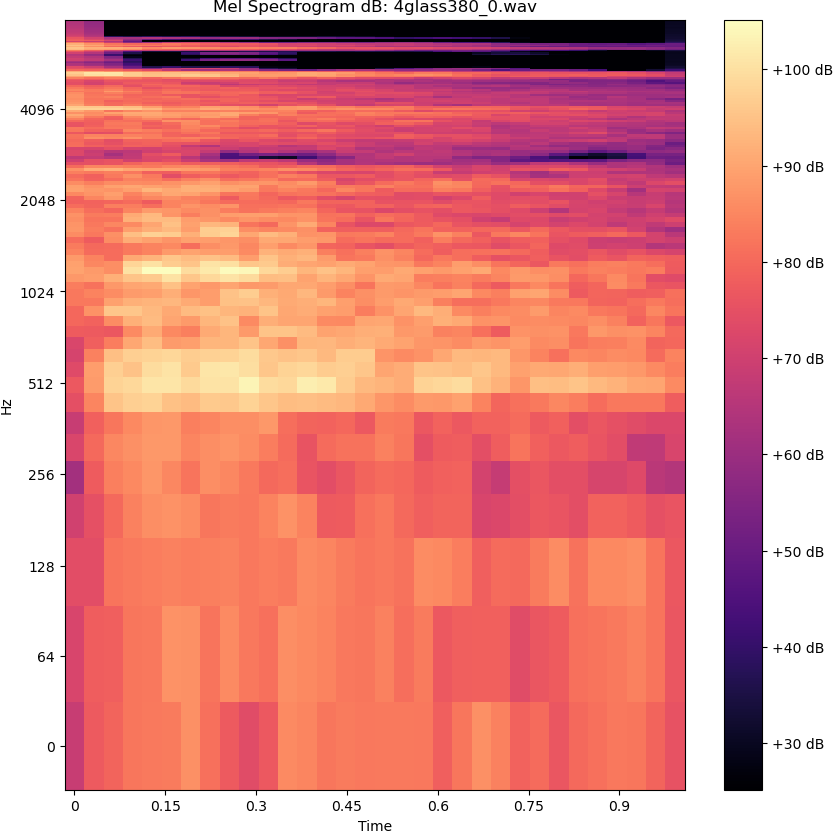 Mel Spectrogram dB: 4glass380_0.wav
Hz
4096
2048
1024
512
256
128
64
0
0 0.15 0.3 0.45 0.6 0.75 0.9
Time
+100 dB
+90 dB
+80 dB
+70 dB
+60 dB
+50 dB
+40 dB
+30 dB